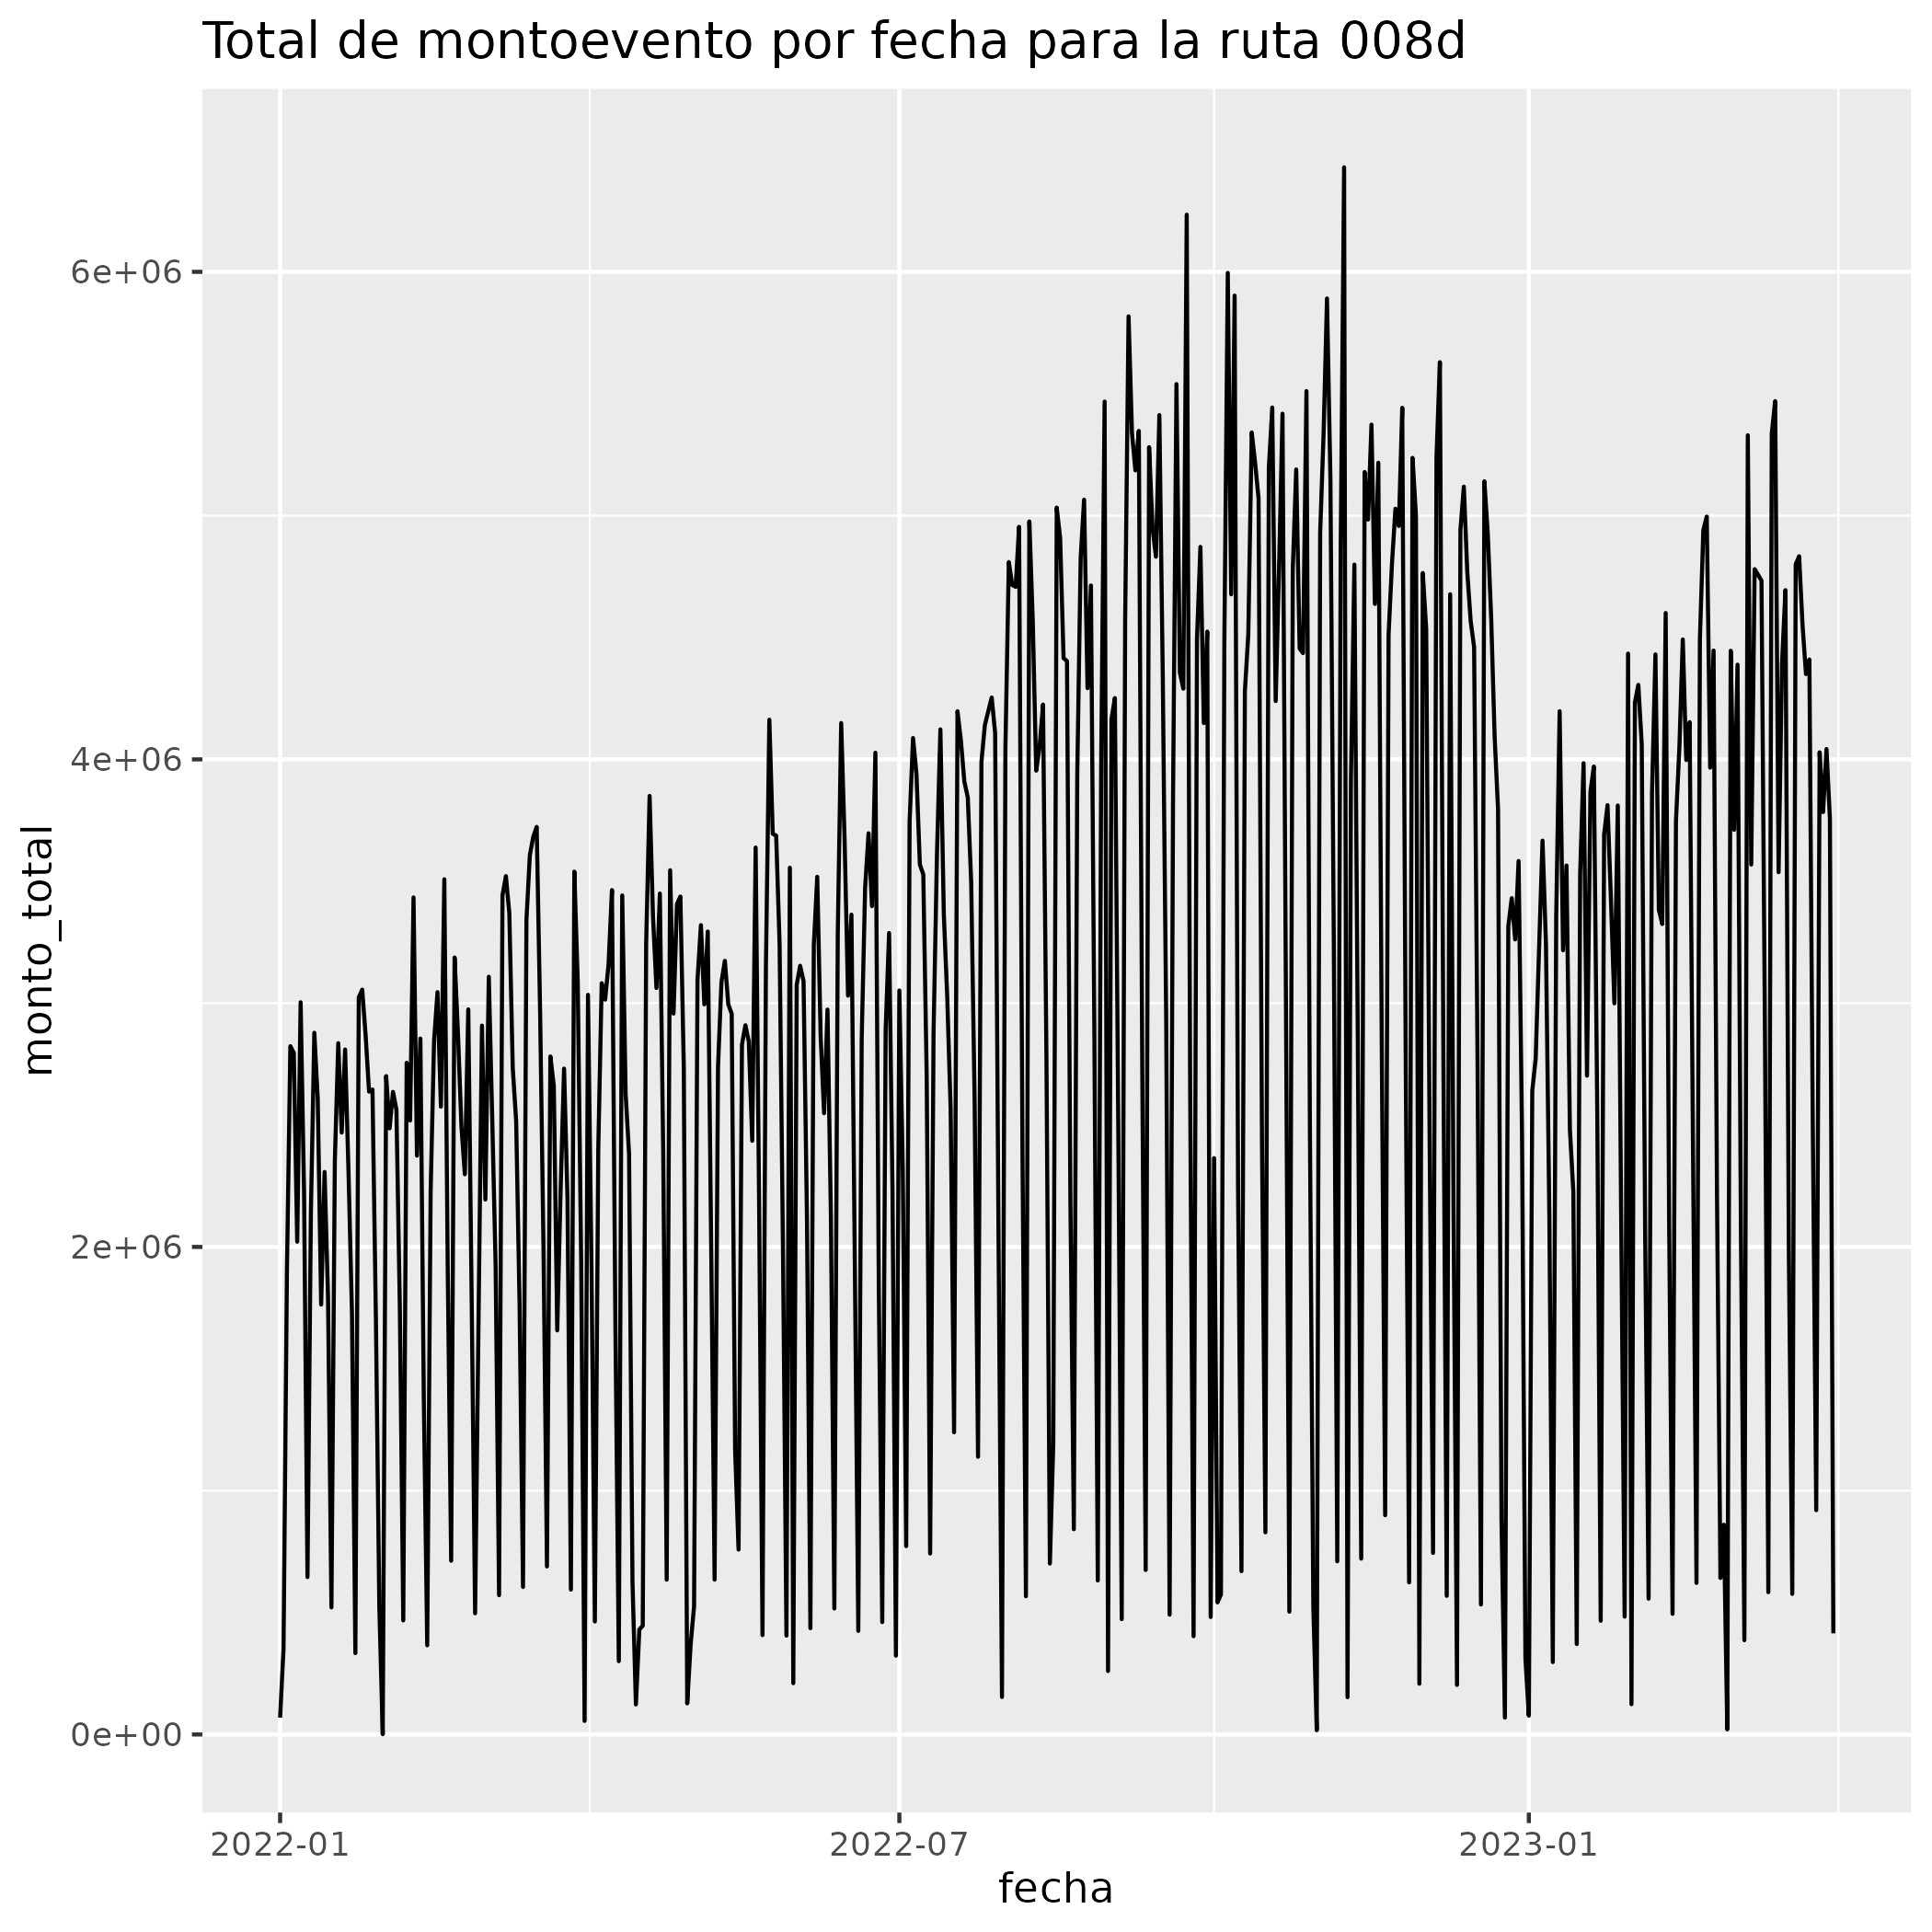 Total de montoevento por fecha para la ruta 008d
monto_total
6e+06
4e+06
2e+06
0e+00
2022-01
2022-07
2023-01
fecha